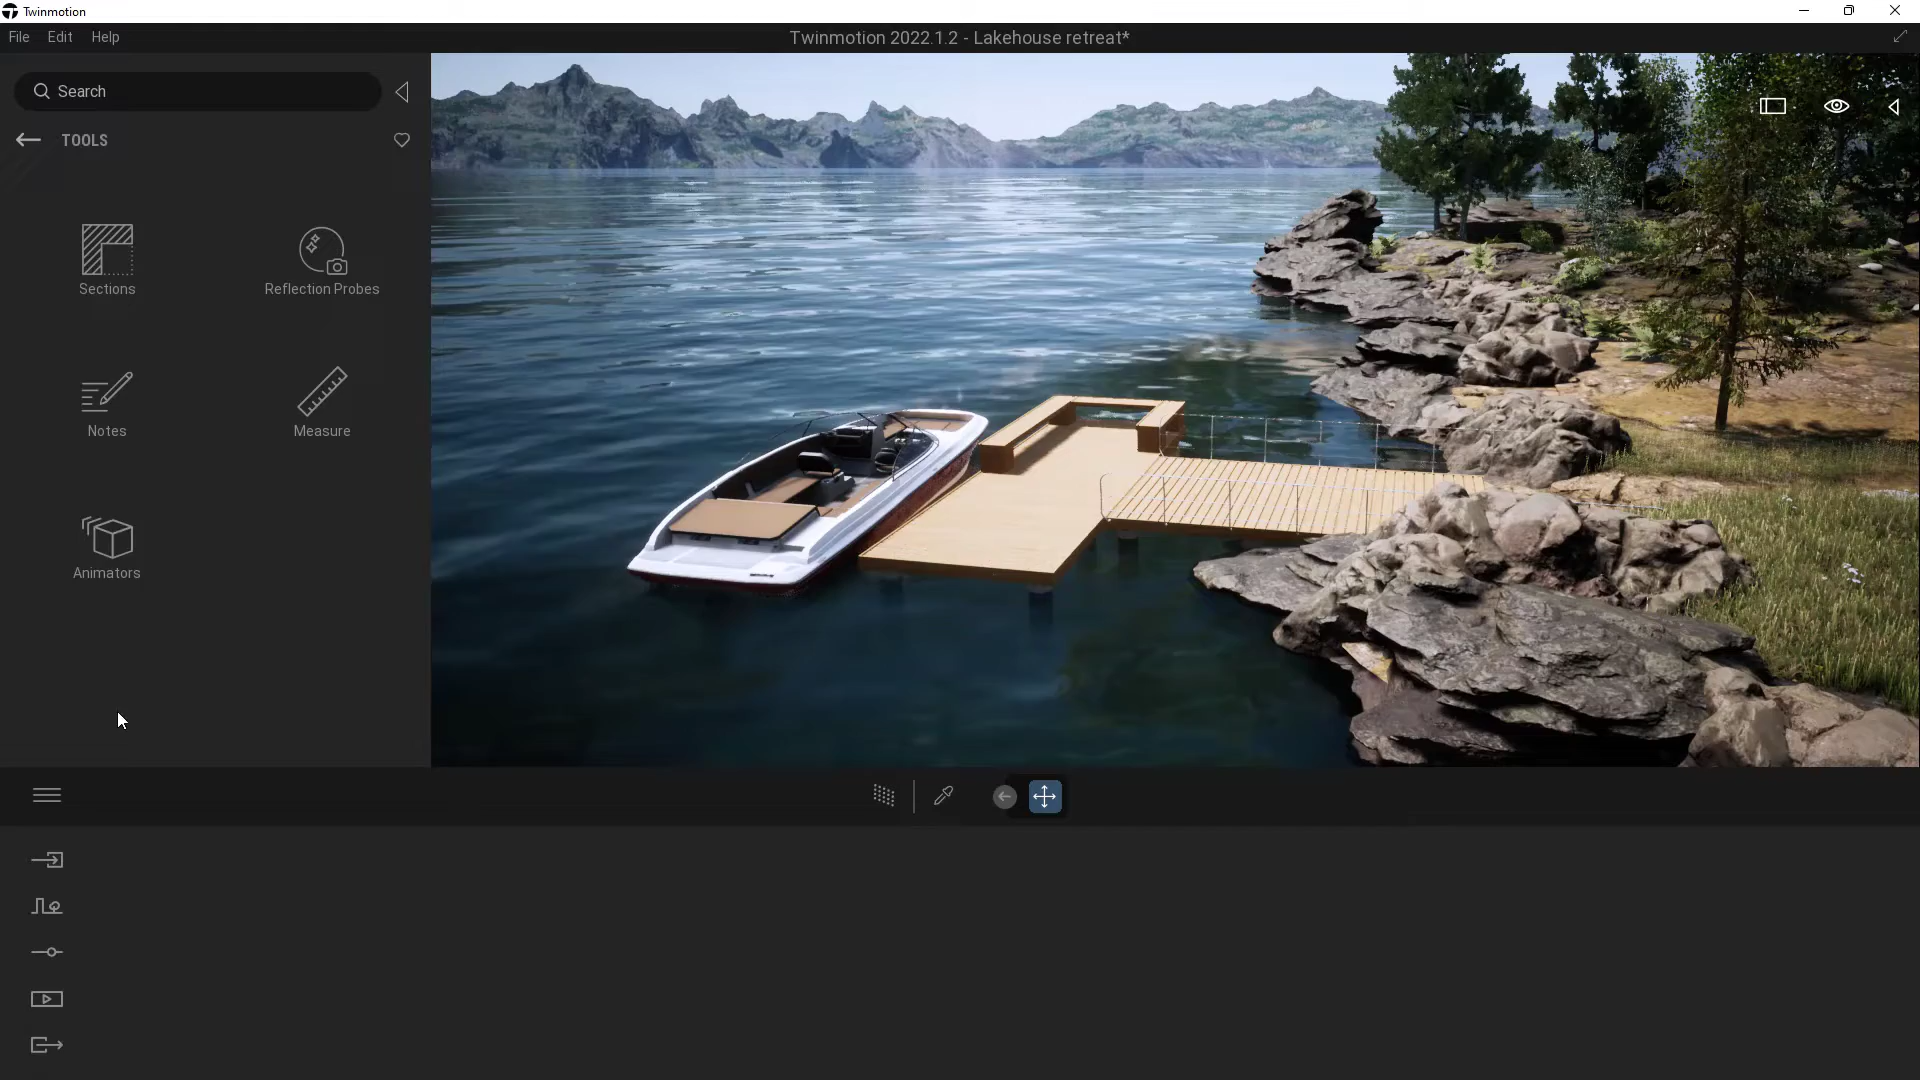 Twinmotion
File Edit Help
Twinmotion 2022.1.2 - Lakehouse retreat*
Search
TOOLS
Sections
Reflection Probes
Notes
Measure
Animators